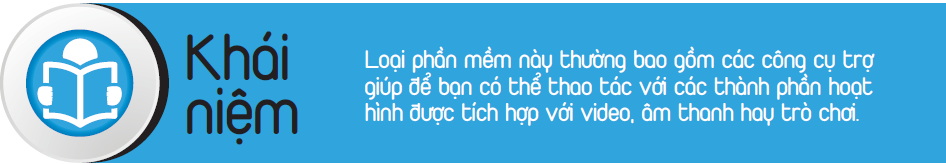 Khái
niệm
Loại phần mềm này thường bao gồm các công cụ trợ
giúp để bạn có thể thao tác với các thành phần hoạt
hình được tích hợp với video, âm thanh hay trò chơi.